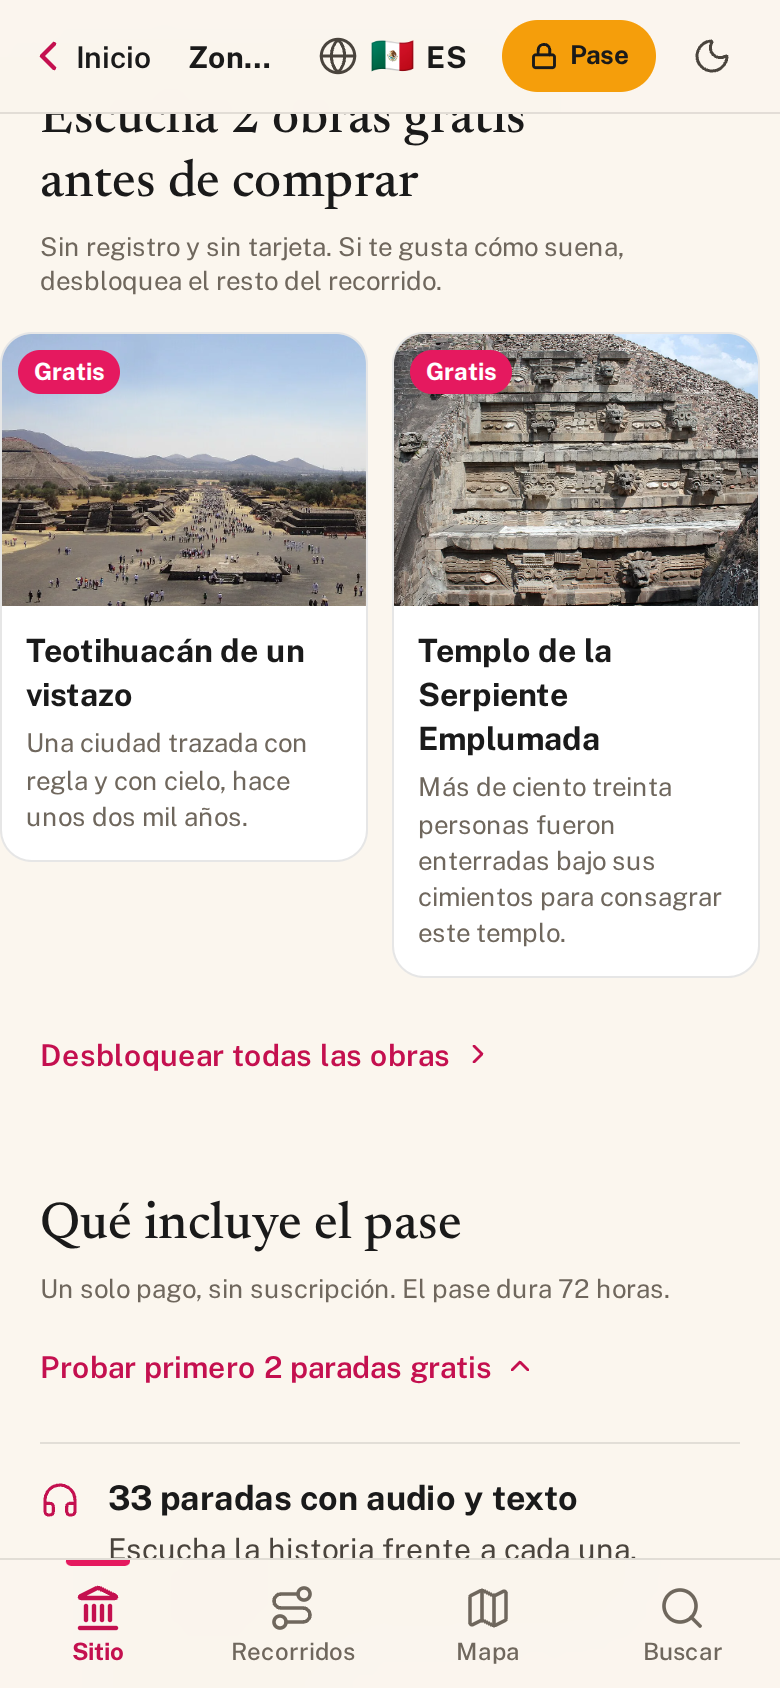 Inicio
Zon...
ES
Pase
Escucha 2 obras gratis
antes de comprar
Sin registro y sin tarjeta. Si te gusta cómo suena,
desbloquea el resto del recorrido.
Gratis
Teotihuacán de un
vistazo
Una ciudad trazada con
regla y con cielo, hace
unos dos mil años.
Gratis
Templo de la
Serpiente
Emplumada
Más de ciento treinta
personas fueron
enterradas bajo sus
cimientos para consagrar
este templo.
Desbloquear todas las obras
Qué incluye el pase
Un solo pago, sin suscripción. El pase dura 72 horas.
Probar primero 2 paradas gratis
33 paradas con audio y texto
Escucha la historia frente a cada una.
Sitio
Recorridos
Mapa
Buscar